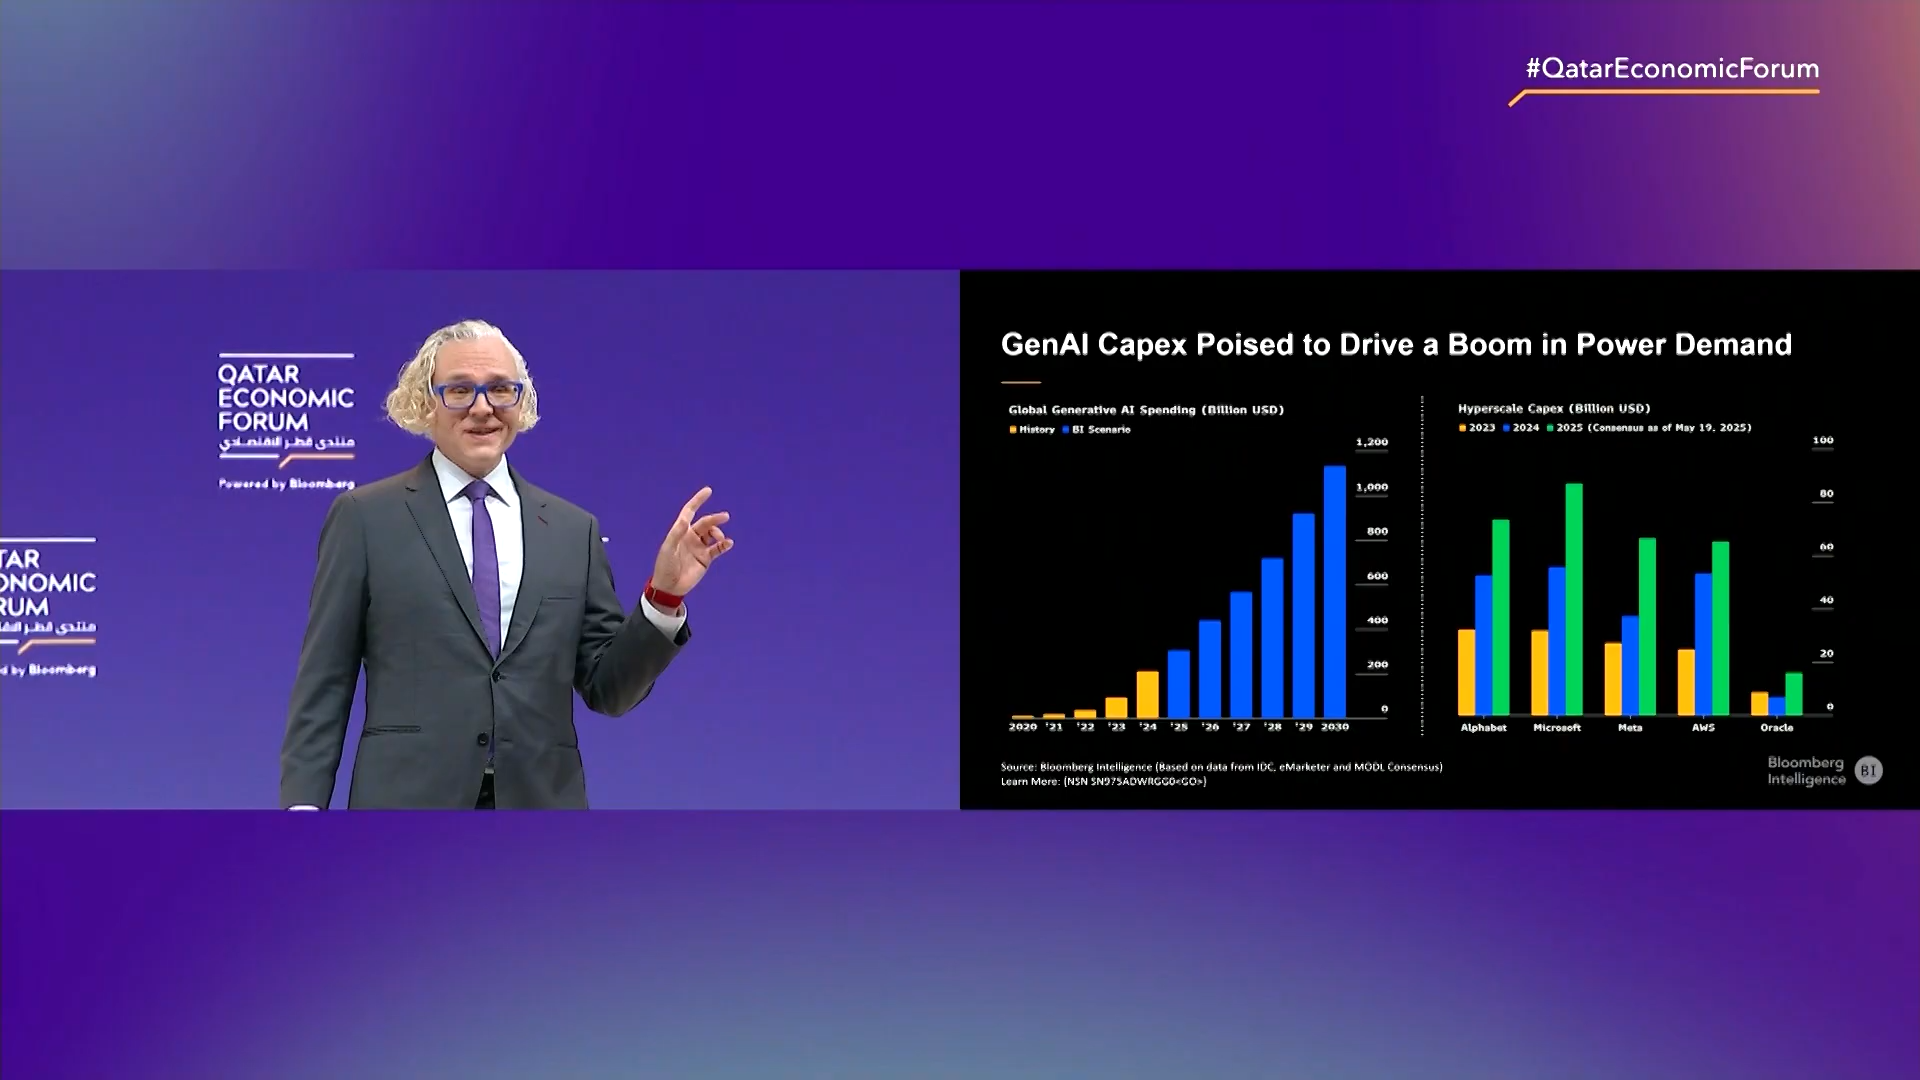 #QatarEconomicForum
QATAR
ECONOMIC
FORUM
منتدى قطر الاقتصادي
Powered by Bloomberg
TAR
ONOMIC
RUM
منتدى قطر الاقت
d by Bloomberg
GenAI Capex Poised to Drive a Boom in Power Demand
Global Generative AI Spending (Billion USD)
History BI Scenario
1,200
1,000
800
600
400
200
0
2020 '21 '22 '23 '24 '25 '26 '27 '28 '29 2030
Hyperscale Capex (Billion USD)
2023 2024 2025 (Consensus as of May 19, 2025)
100
80
60
40
20
0
Alphabet Microsoft Meta AWS Oracle
Source: Bloomberg Intelligence (Based on data from IDC, eMarketer and MODL Consensus)
Learn More: {NSN SN975ADWRGG0<GO>}
Bloomberg
Intelligence BI